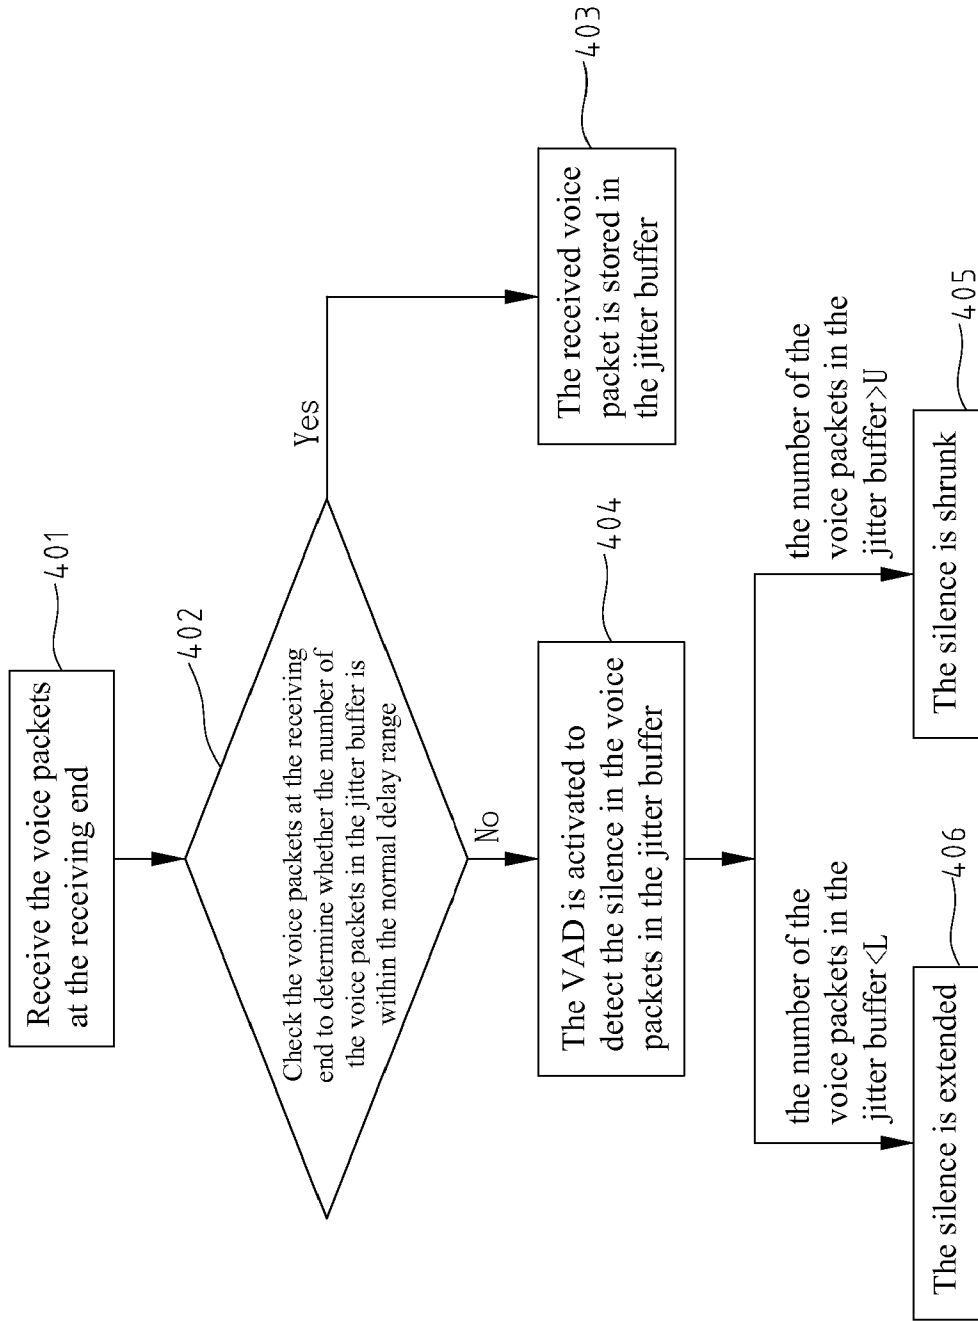 Receive the voice packets
at the receiving end
401
402
Check the voice packets at the receiving
end to determine whether the number of
the voice packets in the jitter buffer is
within the normal delay range
Yes
403
The received voice
packet is stored in
the jitter buffer
No
404
The VAD is activated to
detect the silence in the voice
packets in the jitter buffer
the number of the
voice packets in the
jitter buffer<L
the number of the
voice packets in the
jitter buffer>U
406
The silence is extended
405
The silence is shrunk